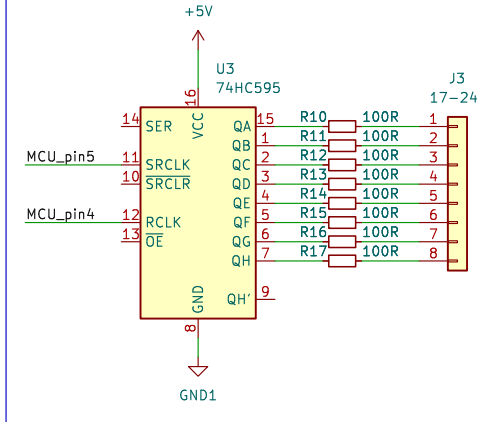 +5V
U3
74HC595
J3
17-24
16
VCC
14 SER QA 15 R10 100R 1
QB 1 R11 100R 2
MCU_pin5 11 SRCLK QC 2 R12 100R 3
10 SRCLR QD 3 R13 100R 4
QE 4 R14 100R 5
MCU_pin4 12 RCLK QF 5 R15 100R 6
13 OE QG 6 R16 100R 7
QH 7 R17 100R 8
GND QH' 9
8
GND1